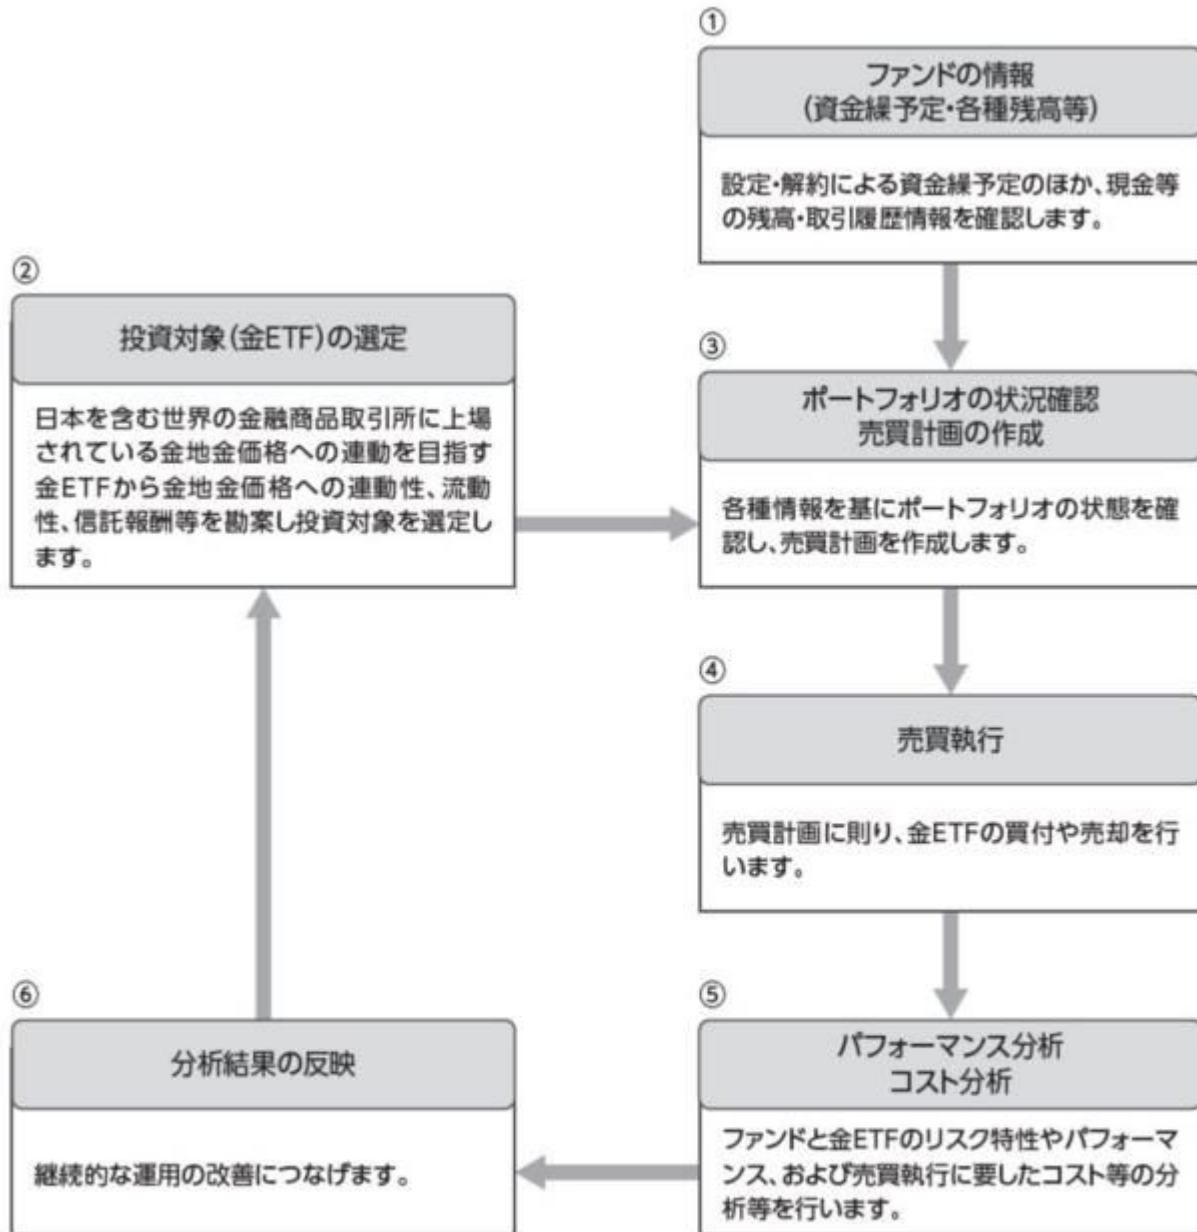 ①
ファンドの情報
(資金繰予定・各種残高等)
設定・解約による資金繰予定のほか、現金等
の残高・取引履歴情報を確認します。
②
投資対象(金ETF)の選定
日本を含む世界の金融商品取引所に上場
されている金地金価格への連動を目指す
金ETFから金地金価格への連動性、流動
性、信託報酬等を勘案し投資対象を選定し
ます。
③
ポートフォリオの状況確認
売買計画の作成
各種情報を基にポートフォリオの状態を確
認し、売買計画を作成します。
④
売買執行
売買計画に則り、金ETFの買付や売却を行
います。
⑤
パフォーマンス分析
コスト分析
ファンドと金ETFのリスク特性やパフォーマ
ンス、および売買執行に要したコスト等の分
析等を行います。
⑥
分析結果の反映
継続的な運用の改善につなげます。